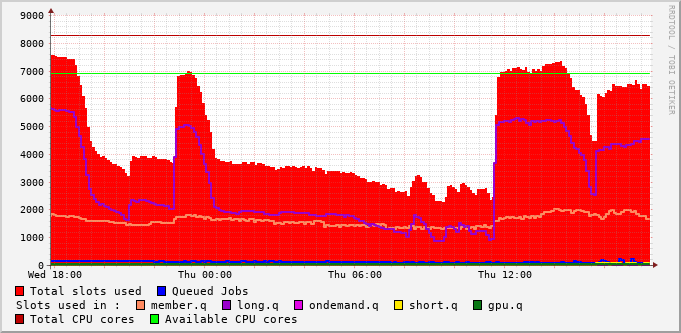 9000
8000
7000
6000
5000
4000
3000
2000
1000
0
Wed 18:00 Thu 00:00 Thu 06:00 Thu 12:00
Total slots used Queued Jobs
Slots used in : member.q long.q ondemand.q short.q gpu.q
Total CPU cores Available CPU cores
RRDTOOL / TOBI OETIKER